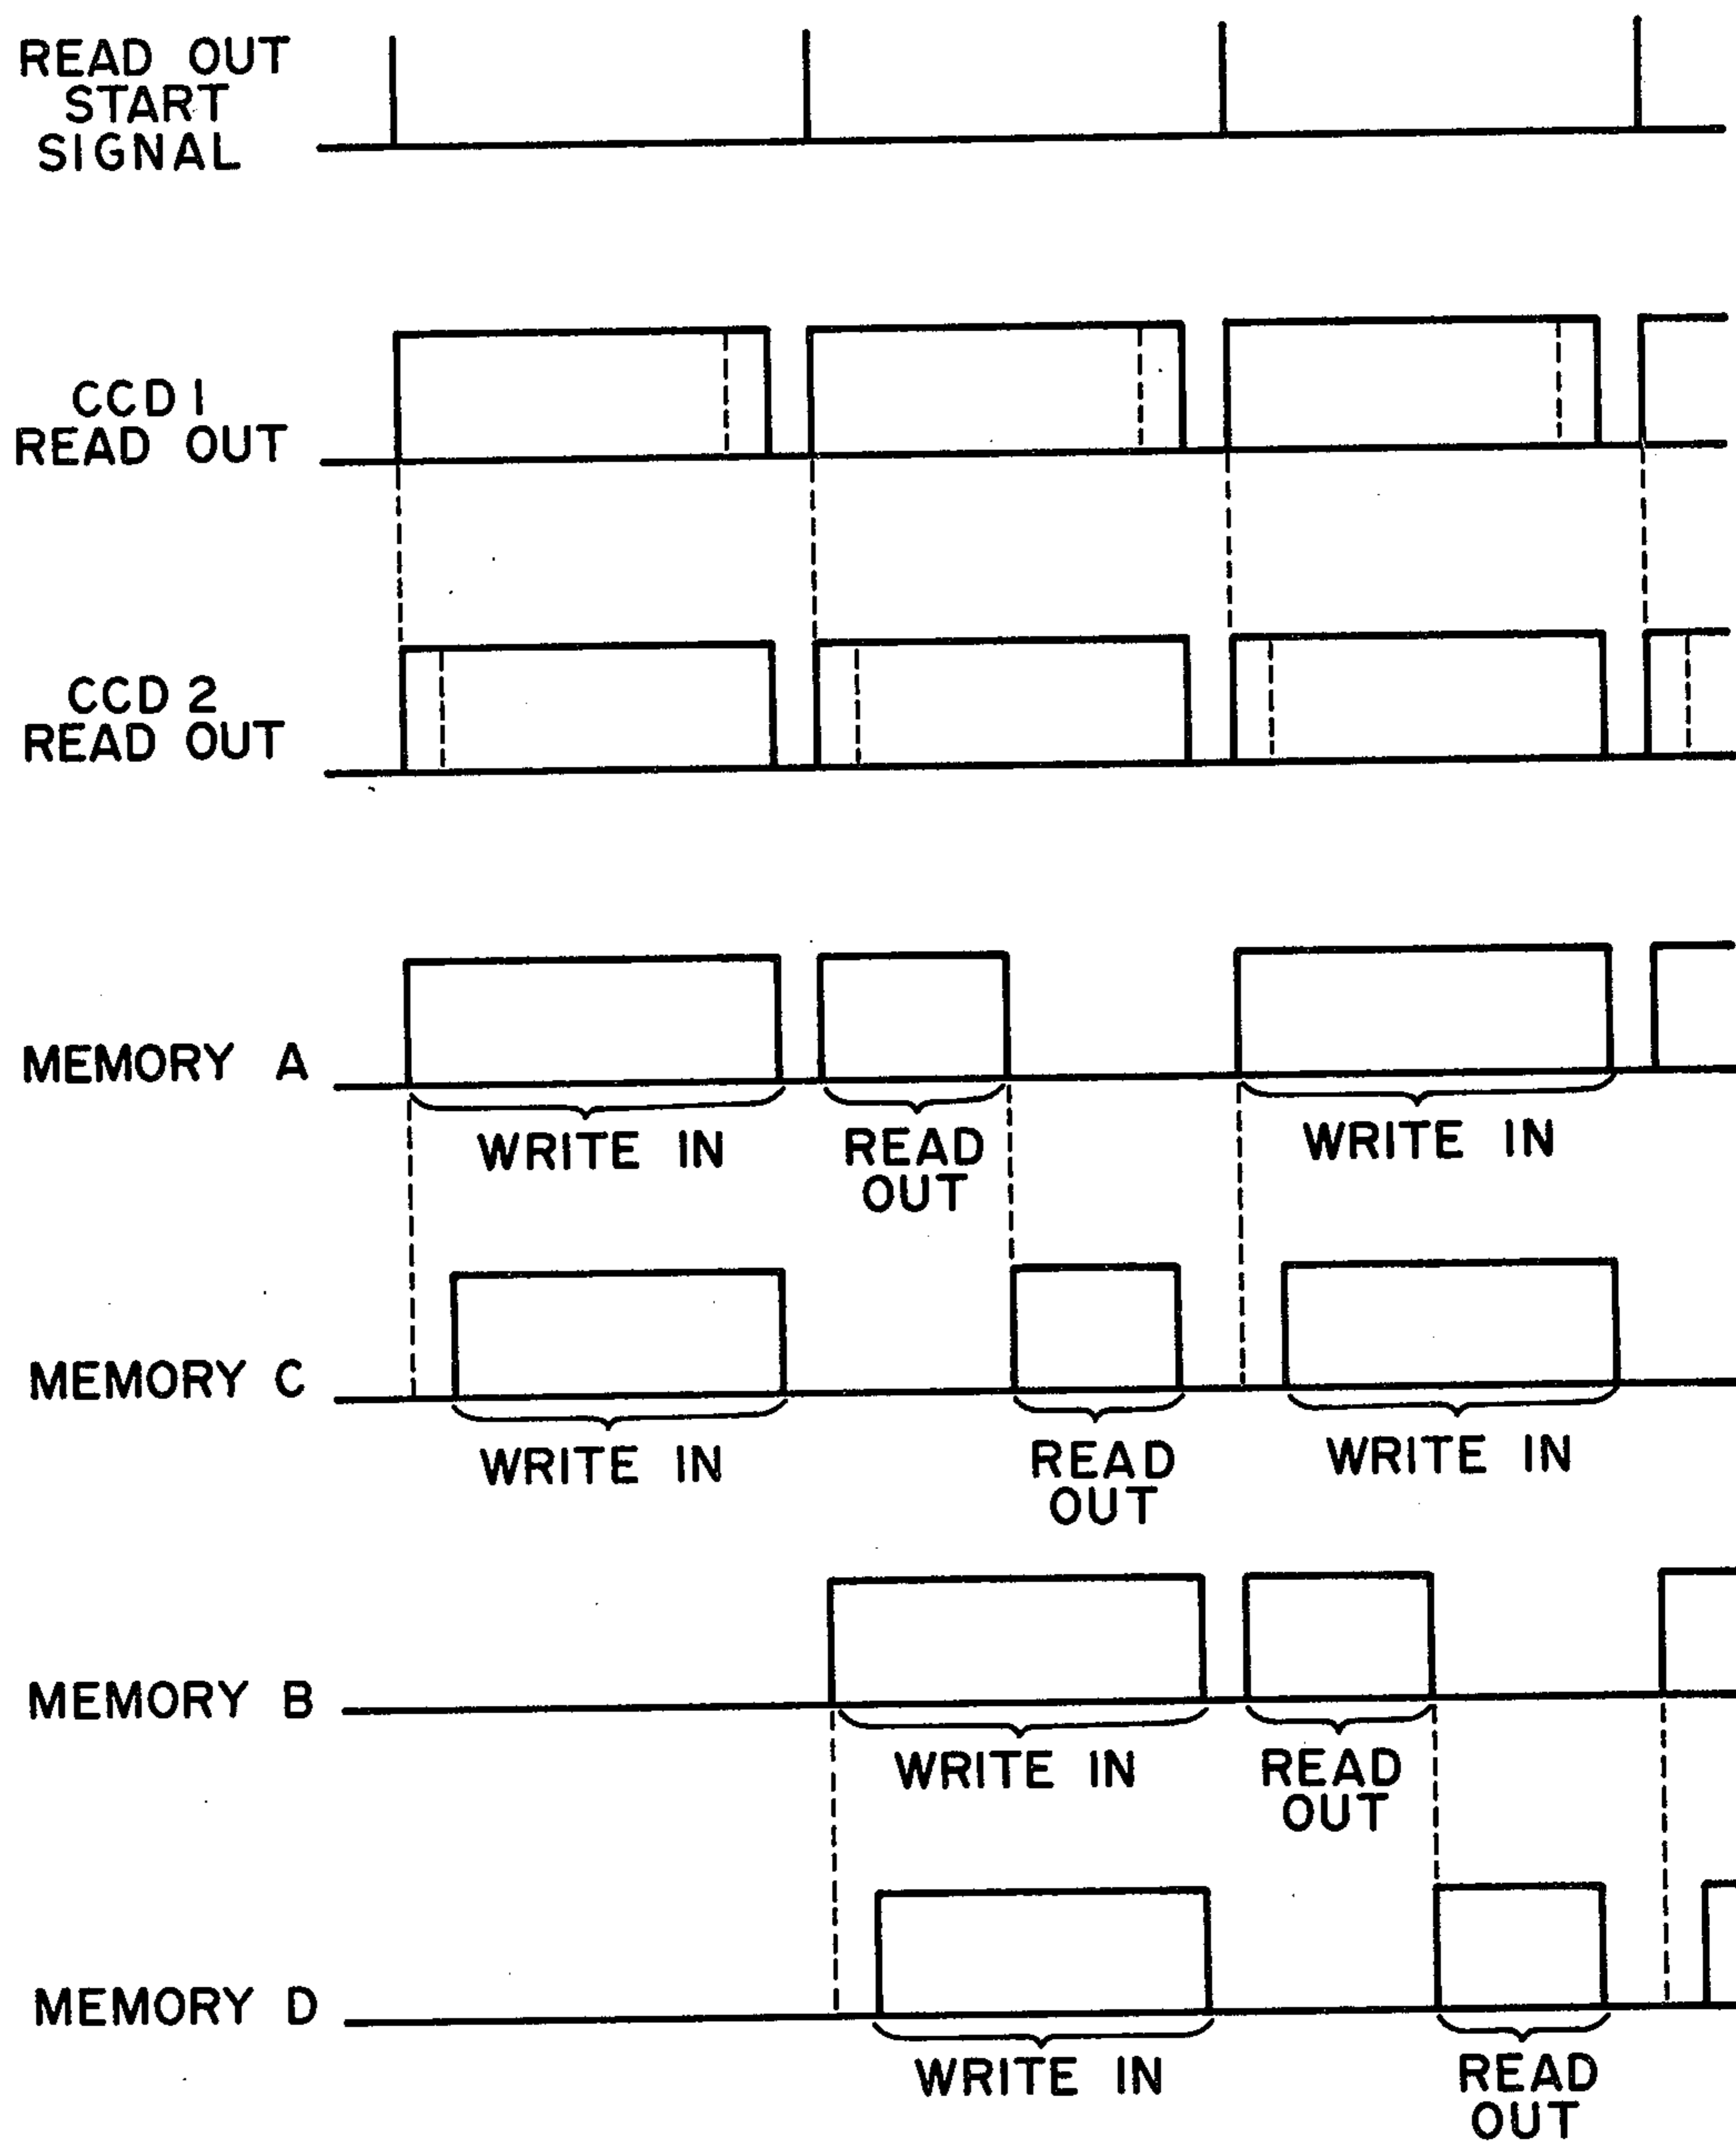 READ OUT
START
SIGNAL
CCD 1
READ OUT
CCD 2
READ OUT
MEMORY A
WRITE IN
READ
OUT
WRITE IN
MEMORY C
WRITE IN
READ
OUT
WRITE IN
MEMORY B
WRITE IN
READ
OUT
MEMORY D
WRITE IN
READ
OUT